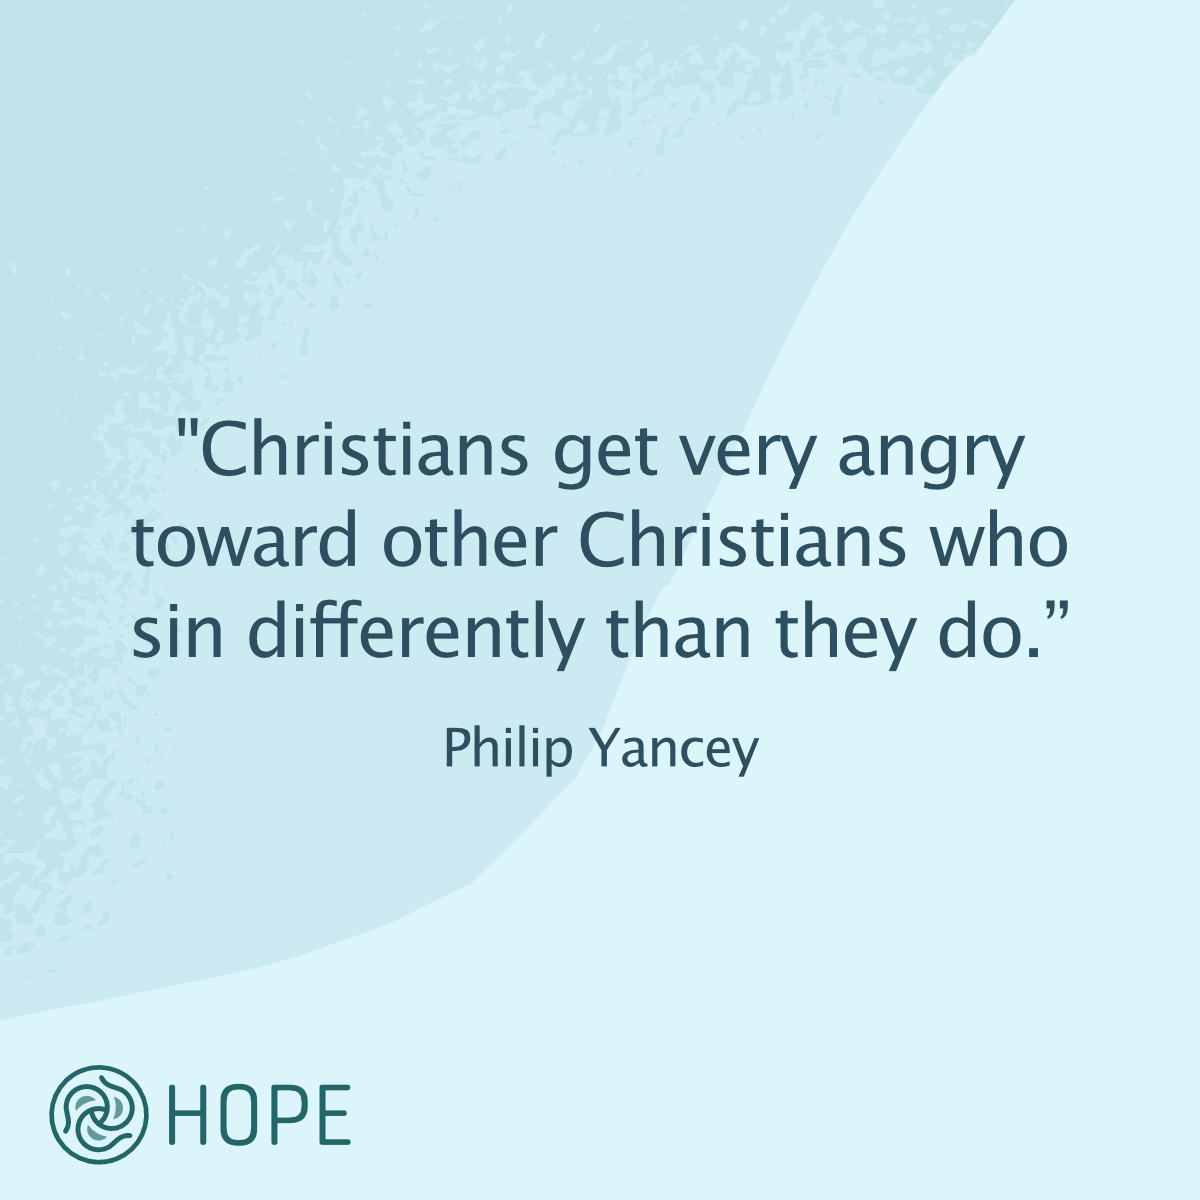 "Christians get very angry
toward other Christians who
sin differently than they do.”
Philip Yancey
HOPE